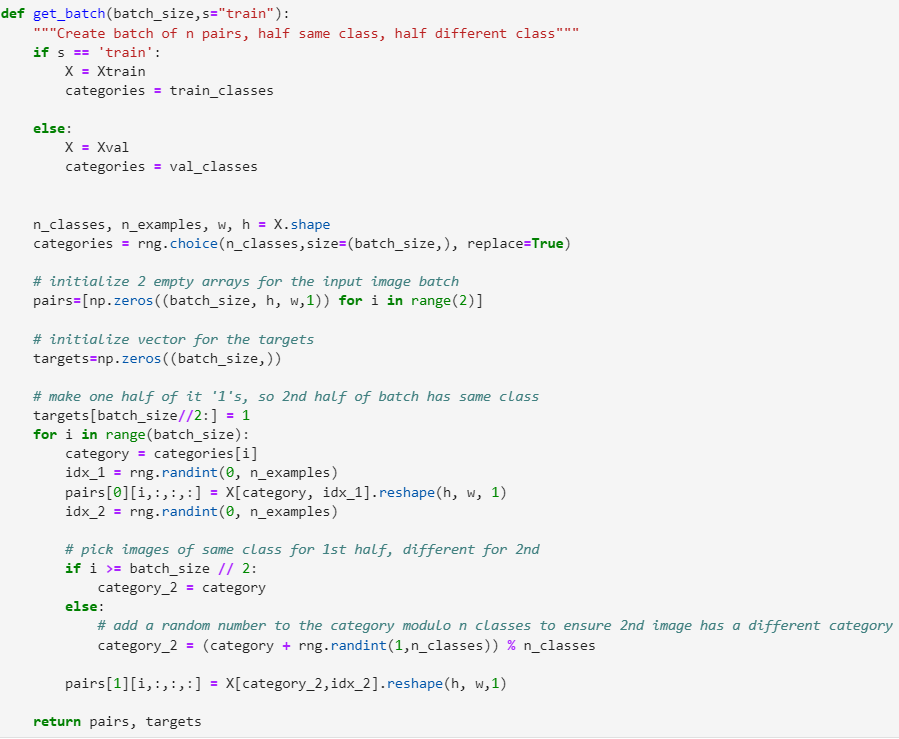 def get_batch(batch_size,s="train"):
    """Create batch of n pairs, half same class, half different class"""
    if s == 'train':
        X = Xtrain
        categories = train_classes

    else:
        X = Xval
        categories = val_classes


    n_classes, n_examples, w, h = X.shape
    categories = rng.choice(n_classes,size=(batch_size,), replace=True)

    # initialize 2 empty arrays for the input image batch
    pairs=[np.zeros((batch_size, h, w,1)) for i in range(2)]

    # initialize vector for the targets
    targets=np.zeros((batch_size,))

    # make one half of it '1's, so 2nd half of batch has same class
    targets[batch_size//2:] = 1
    for i in range(batch_size):
        category = categories[i]
        idx_1 = rng.randint(0, n_examples)
        pairs[0][i,:,:,:] = X[category, idx_1].reshape(h, w, 1)
        idx_2 = rng.randint(0, n_examples)

        # pick images of same class for 1st half, different for 2nd
        if i >= batch_size // 2:
            category_2 = category
        else:
            # add a random number to the category modulo n classes to ensure 2nd image has a different category
            category_2 = (category + rng.randint(1,n_classes)) % n_classes

        pairs[1][i,:,:,:] = X[category_2,idx_2].reshape(h, w,1)

    return pairs, targets